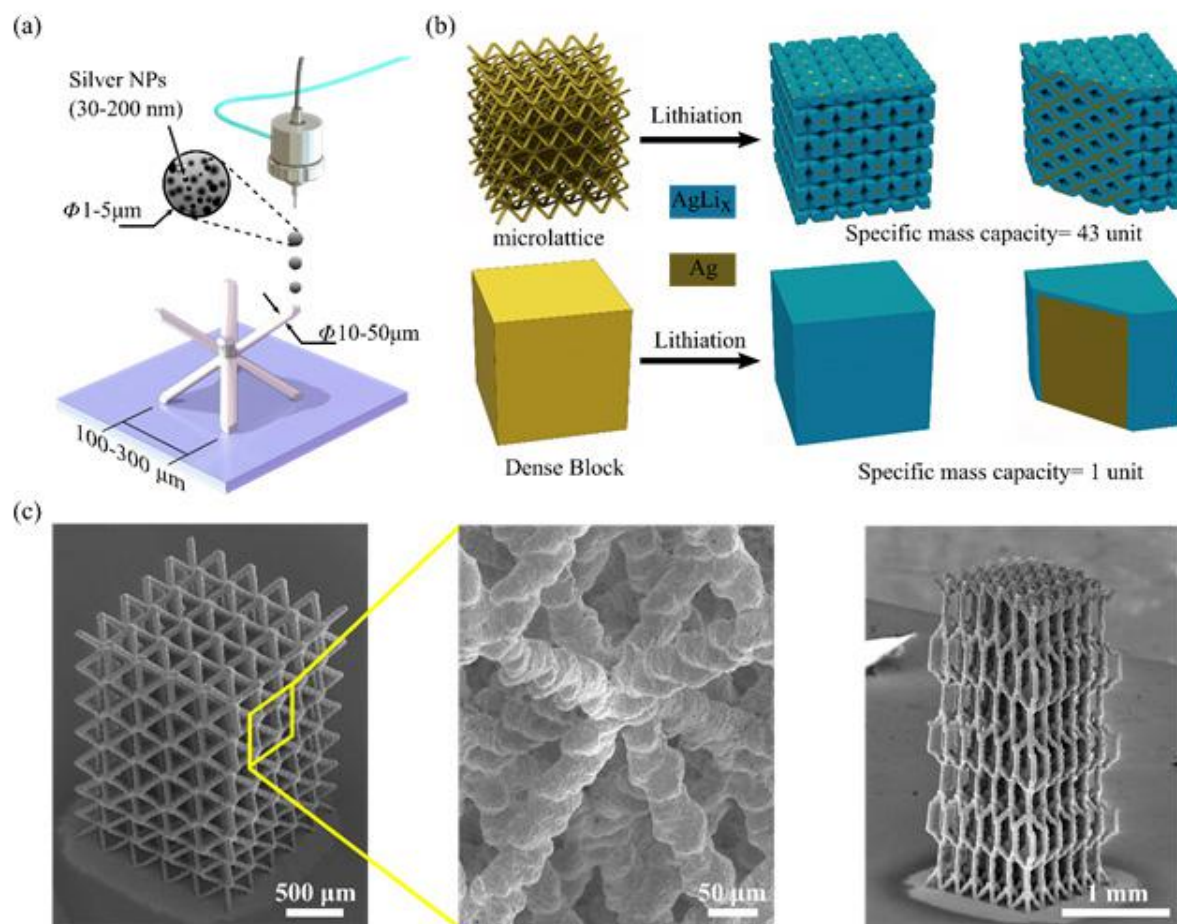 (a)
Silver NPs
(30-200 nm)
Φ1-5μm
Φ10-50μm
100-300 μm
(b)
Lithiation
AgLiX
microlattice
Specific mass capacity= 43 unit
Ag
Lithiation
Dense Block
Specific mass capacity= 1 unit
(c)
500 μm
50 μm
1 mm